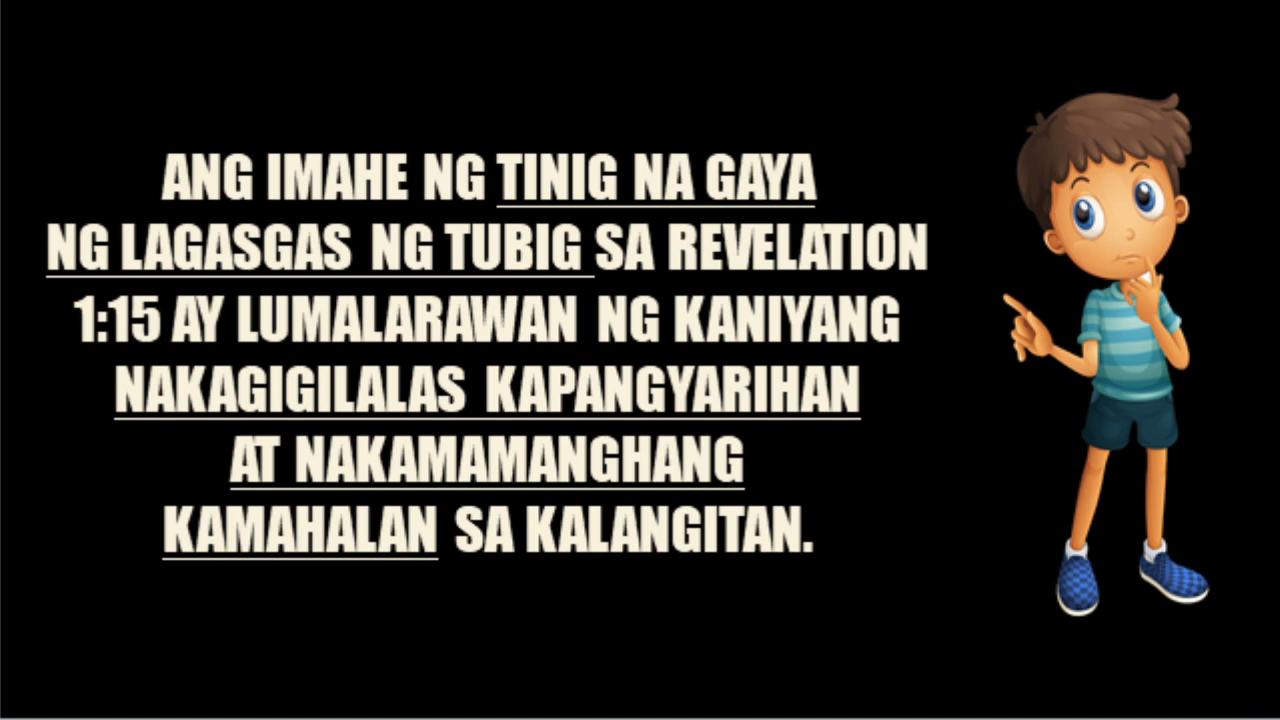 ANG IMAHE NG TINIG NA GAYA
NG LAGASGAS NG TUBIG SA REVELATION
1:15 AY LUMALARAWAN NG KANIYANG
NAKAGIGILALAS KAPANGYARIHAN
AT NAKAMAMANGHANG
KAMAHALAN SA KALANGITAN.